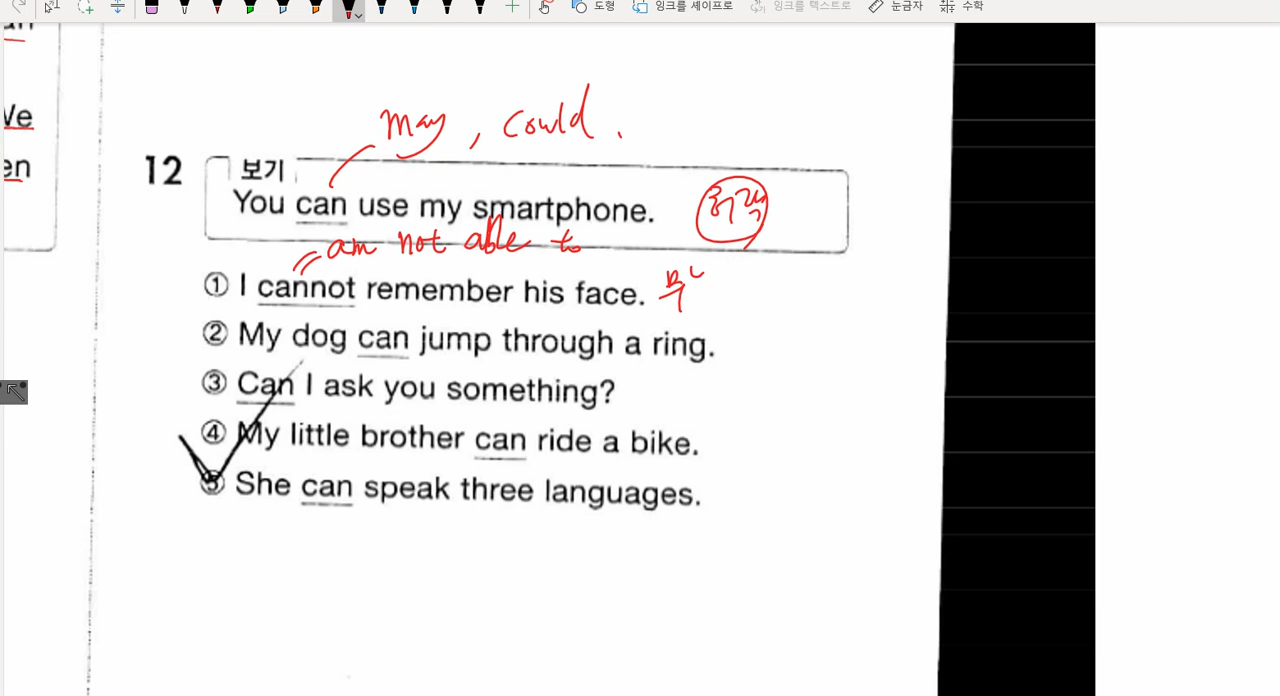 도형 잉크를 셰이프로 잉크를 텍스트로 눈금자 수학
Ve
en
may, could.
12 보기
You can use my smartphone. 허락
am not able to
① I cannot remember his face.
② My dog can jump through a ring.
③ Can I ask you something?
④ My little brother can ride a bike.
⑤ She can speak three languages.